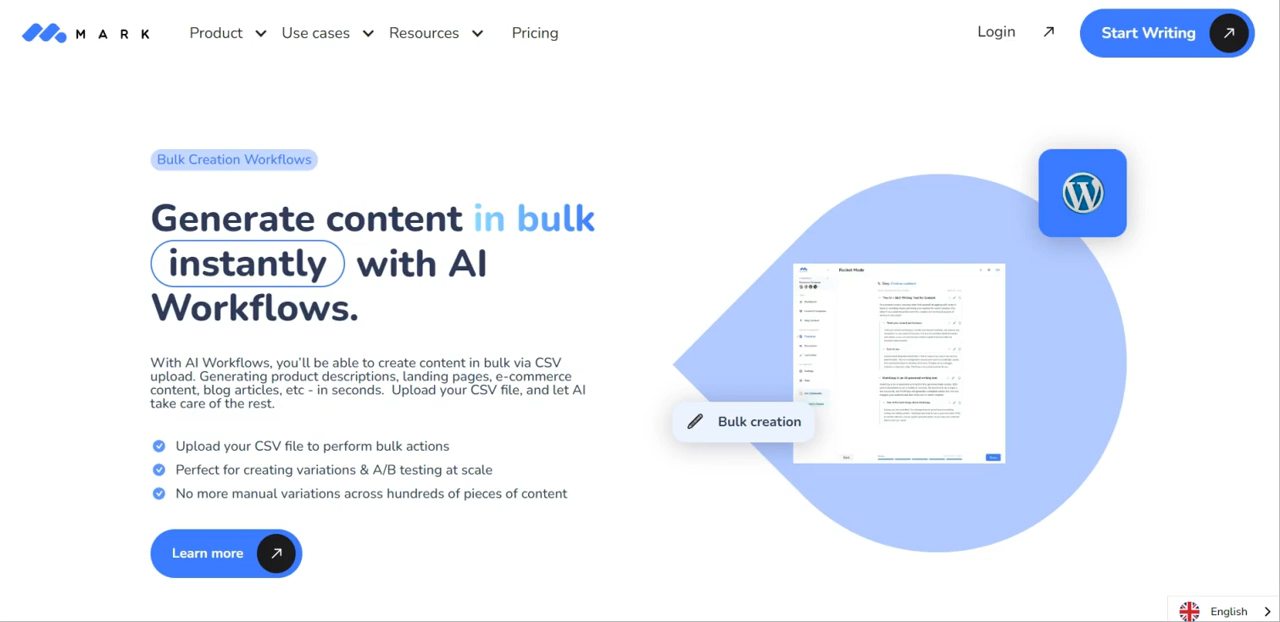 MARK
Product
Use cases
Resources
Pricing
Login
Start Writing
Bulk Creation Workflows
Generate content in bulk
instantly with AI
Workflows.
With AI Workflows, you'll be able to create content in bulk via CSV
upload. Generating product descriptions, landing pages, e-commerce
content, blog articles, etc - in seconds. Upload your CSV file, and let AI
take care of the rest.
Upload your CSV file to perform bulk actions
Perfect for creating variations & A/B testing at scale
No more manual variations across hundreds of pieces of content
Learn more
Bulk creation
English